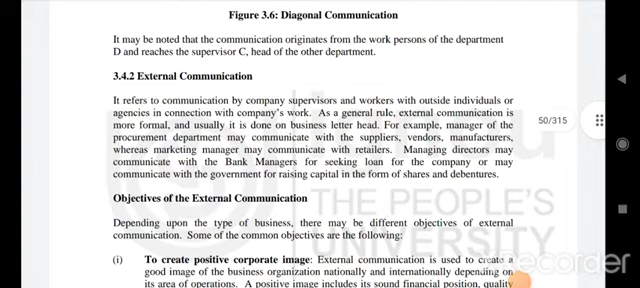 Figure 3.6: Diagonal Communication
It may be noted that the communication originates from the work persons of the department
D and reaches the supervisor C, head of the other department.
3.4.2 External Communication
It refers to communication by company supervisors and workers with outside individuals or
agencies in connection with company's work. As a general rule, external communication is
more formal, and usually it is done on business letter head. For example, manager of the
procurement department may communicate with the suppliers, vendors, manufacturers,
whereas marketing manager may communicate with retailers. Managing directors may
communicate with the Bank Managers for seeking loan for the company or may
communicate with the government for raising capital in the form of shares and debentures.
50/315
Objectives of the External Communication
THE PEOPLE'S
UNIVERSITY
Depending upon the type of business, there may be different objectives of external
communication. Some of the common objectives are the following:
(i) To create positive corporate image: External communication is used to create a
good image of the business organization nationally and internationally depending on
its area of operations. A positive image includes its sound financial position, quality
ecorder